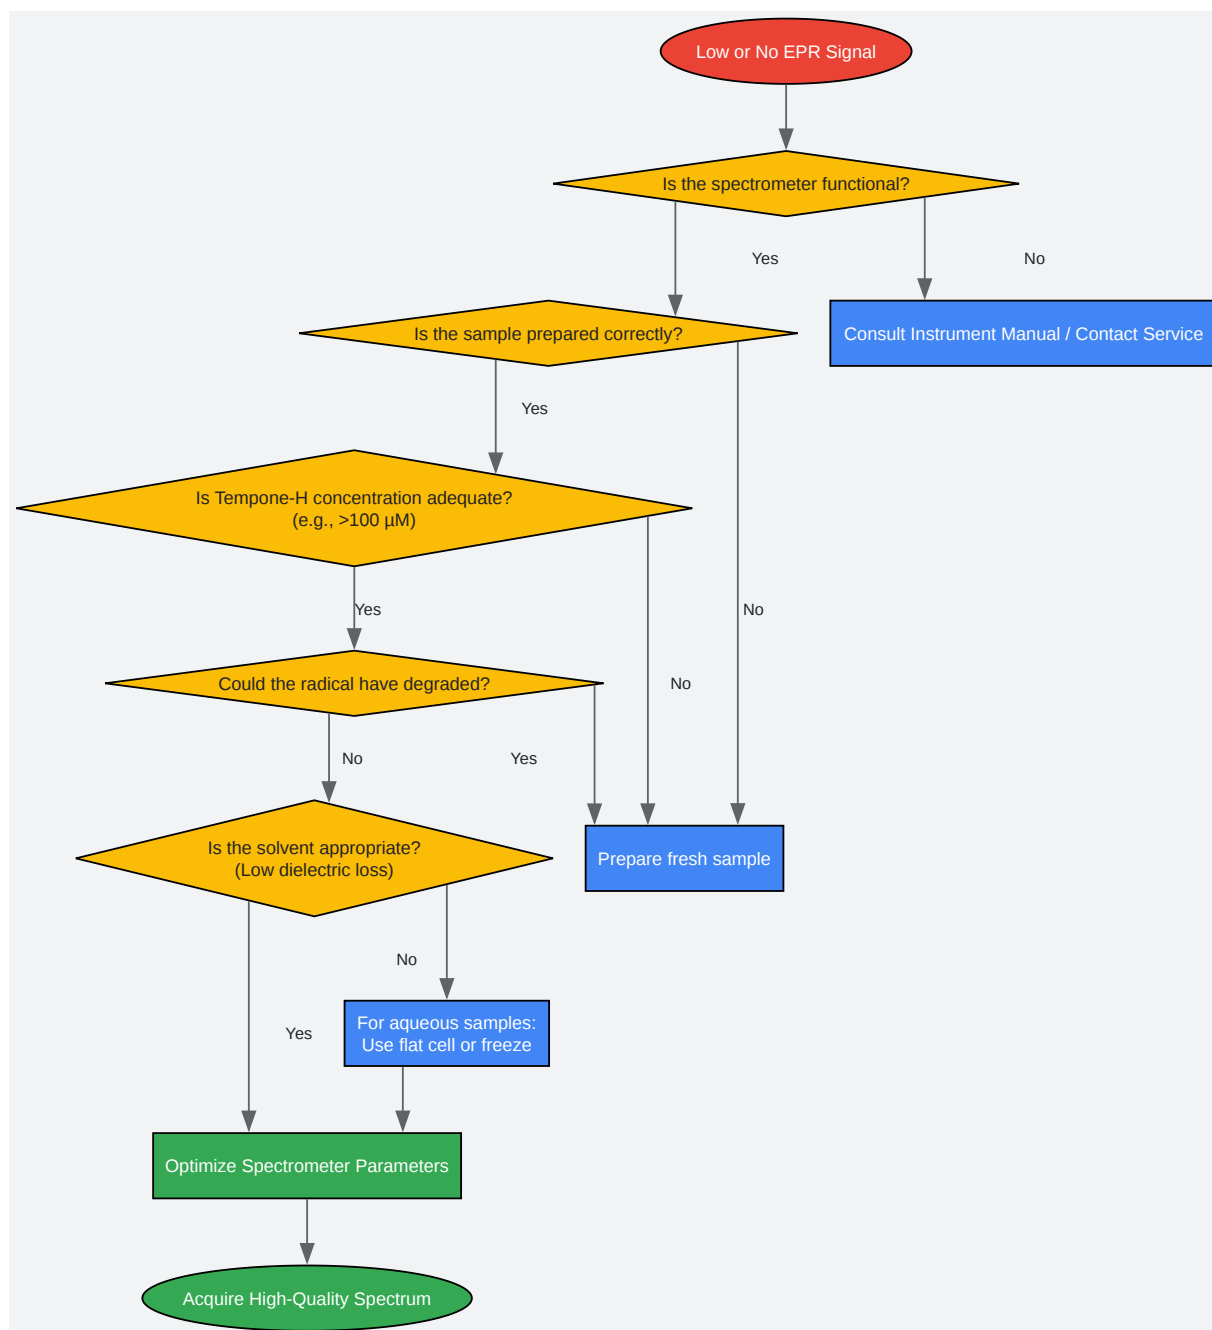 Low or No EPR Signal
Is the spectrometer functional?
Yes
No
Is the sample prepared correctly?
Consult Instrument Manual / Contact Service
Yes
Is Tempone-H concentration adequate?
(e.g., >100 µM)
Yes
No
Could the radical have degraded?
No
No
Yes
Is the solvent appropriate?
(Low dielectric loss)
Prepare fresh sample
No
For aqueous samples:
Use flat cell or freeze
Yes
Optimize Spectrometer Parameters
Acquire High-Quality Spectrum